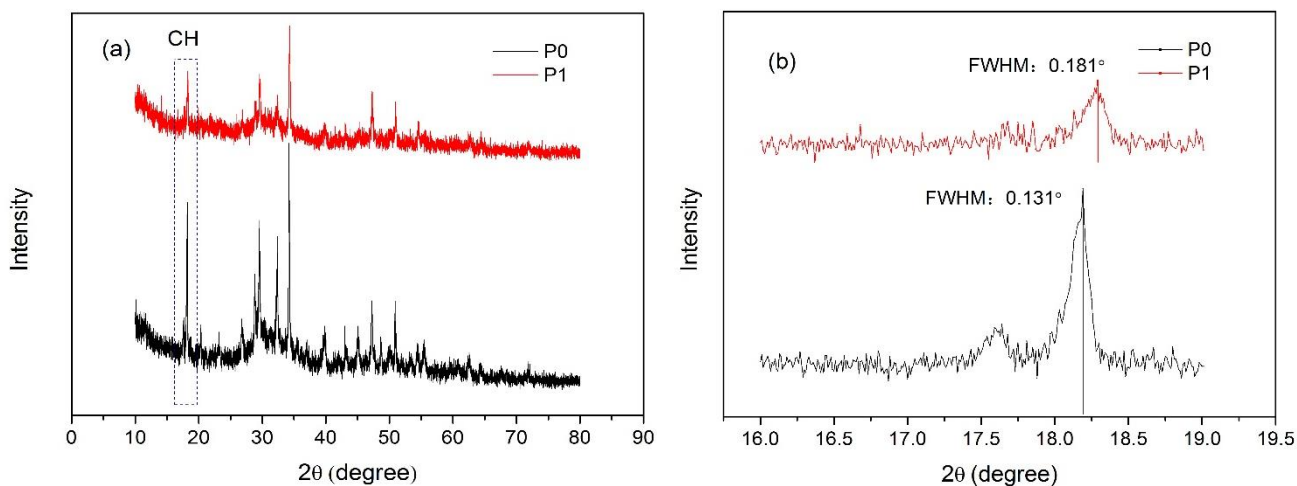 (a)
CH
P0
P1
Intensity
0 10 20 30 40 50 60 70 80 90
2θ (degree)
(b)
P0
P1
FWHM：0.181°
FWHM：0.131°
Intensity
16.0 16.5 17.0 17.5 18.0 18.5 19.0 19.5
2θ (degree)